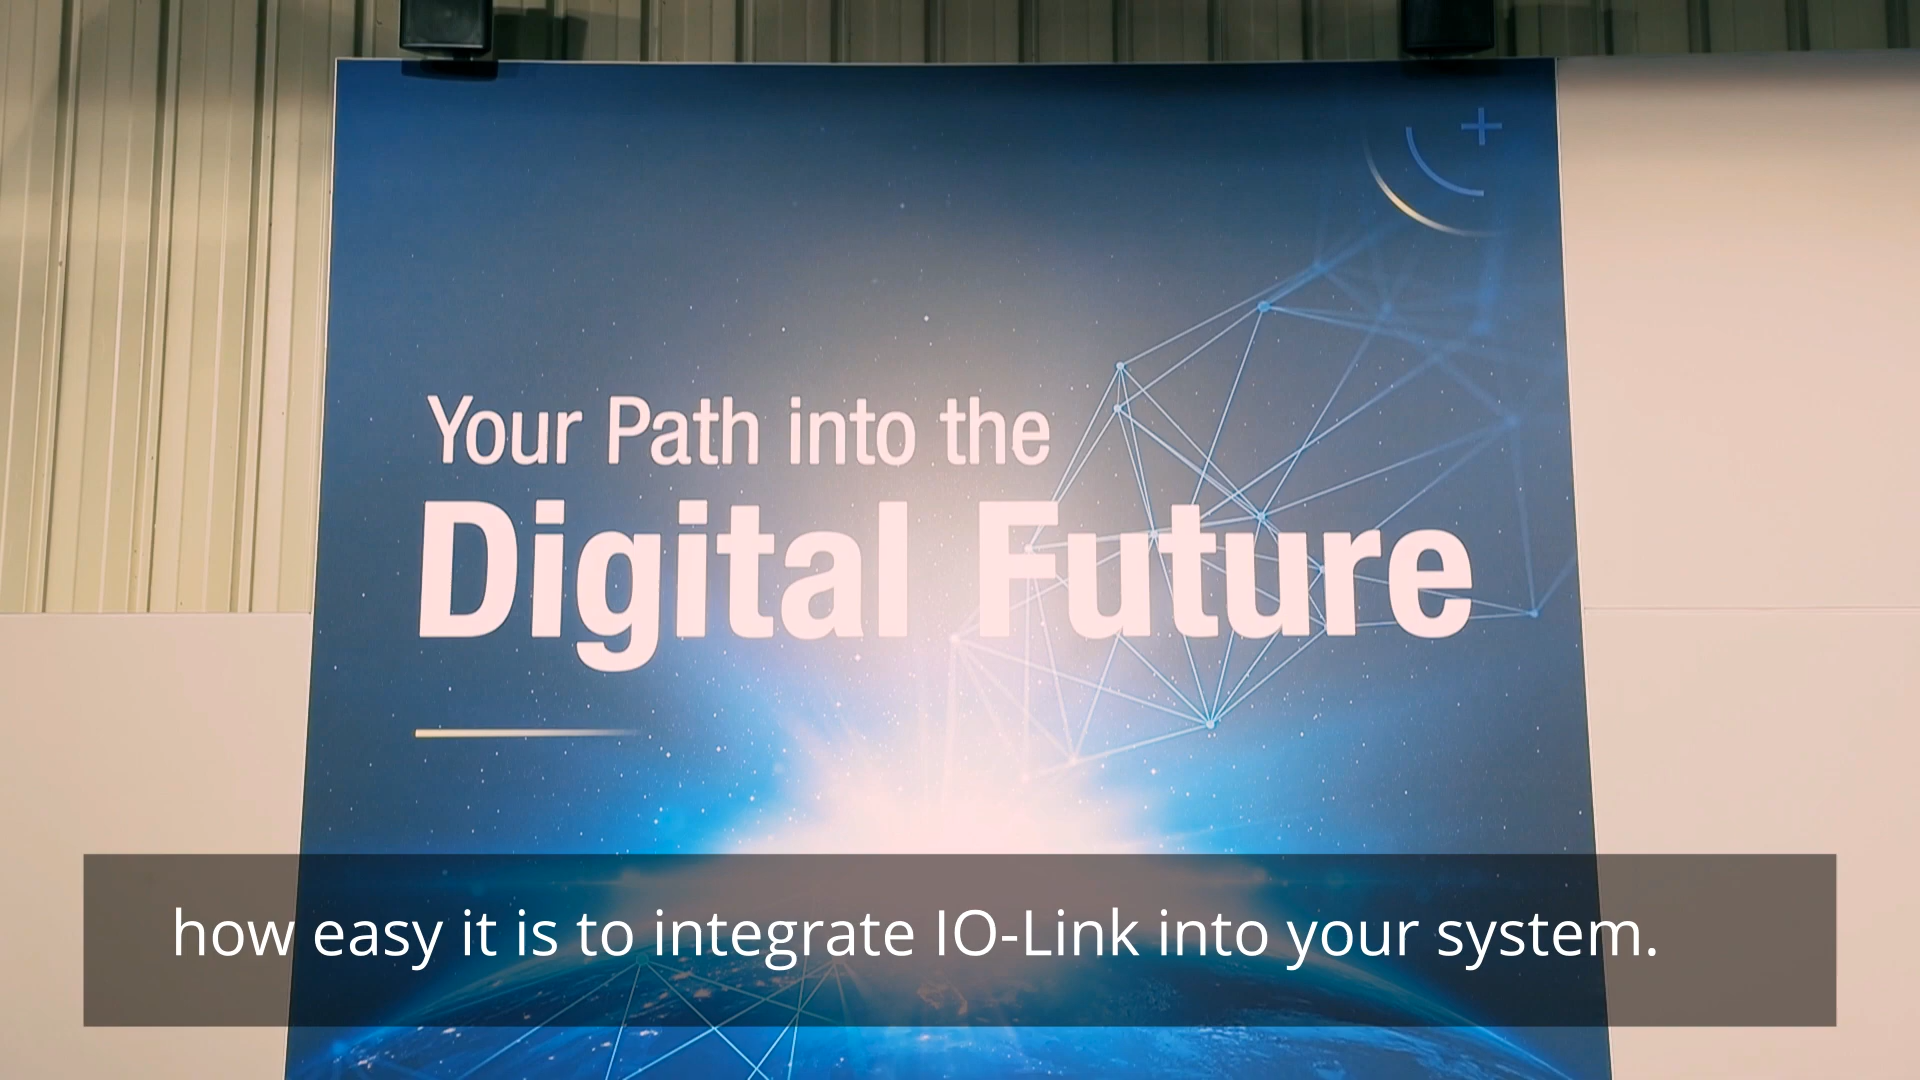 Your Path into the
Digital Future
how easy it is to integrate IO-Link into your system.